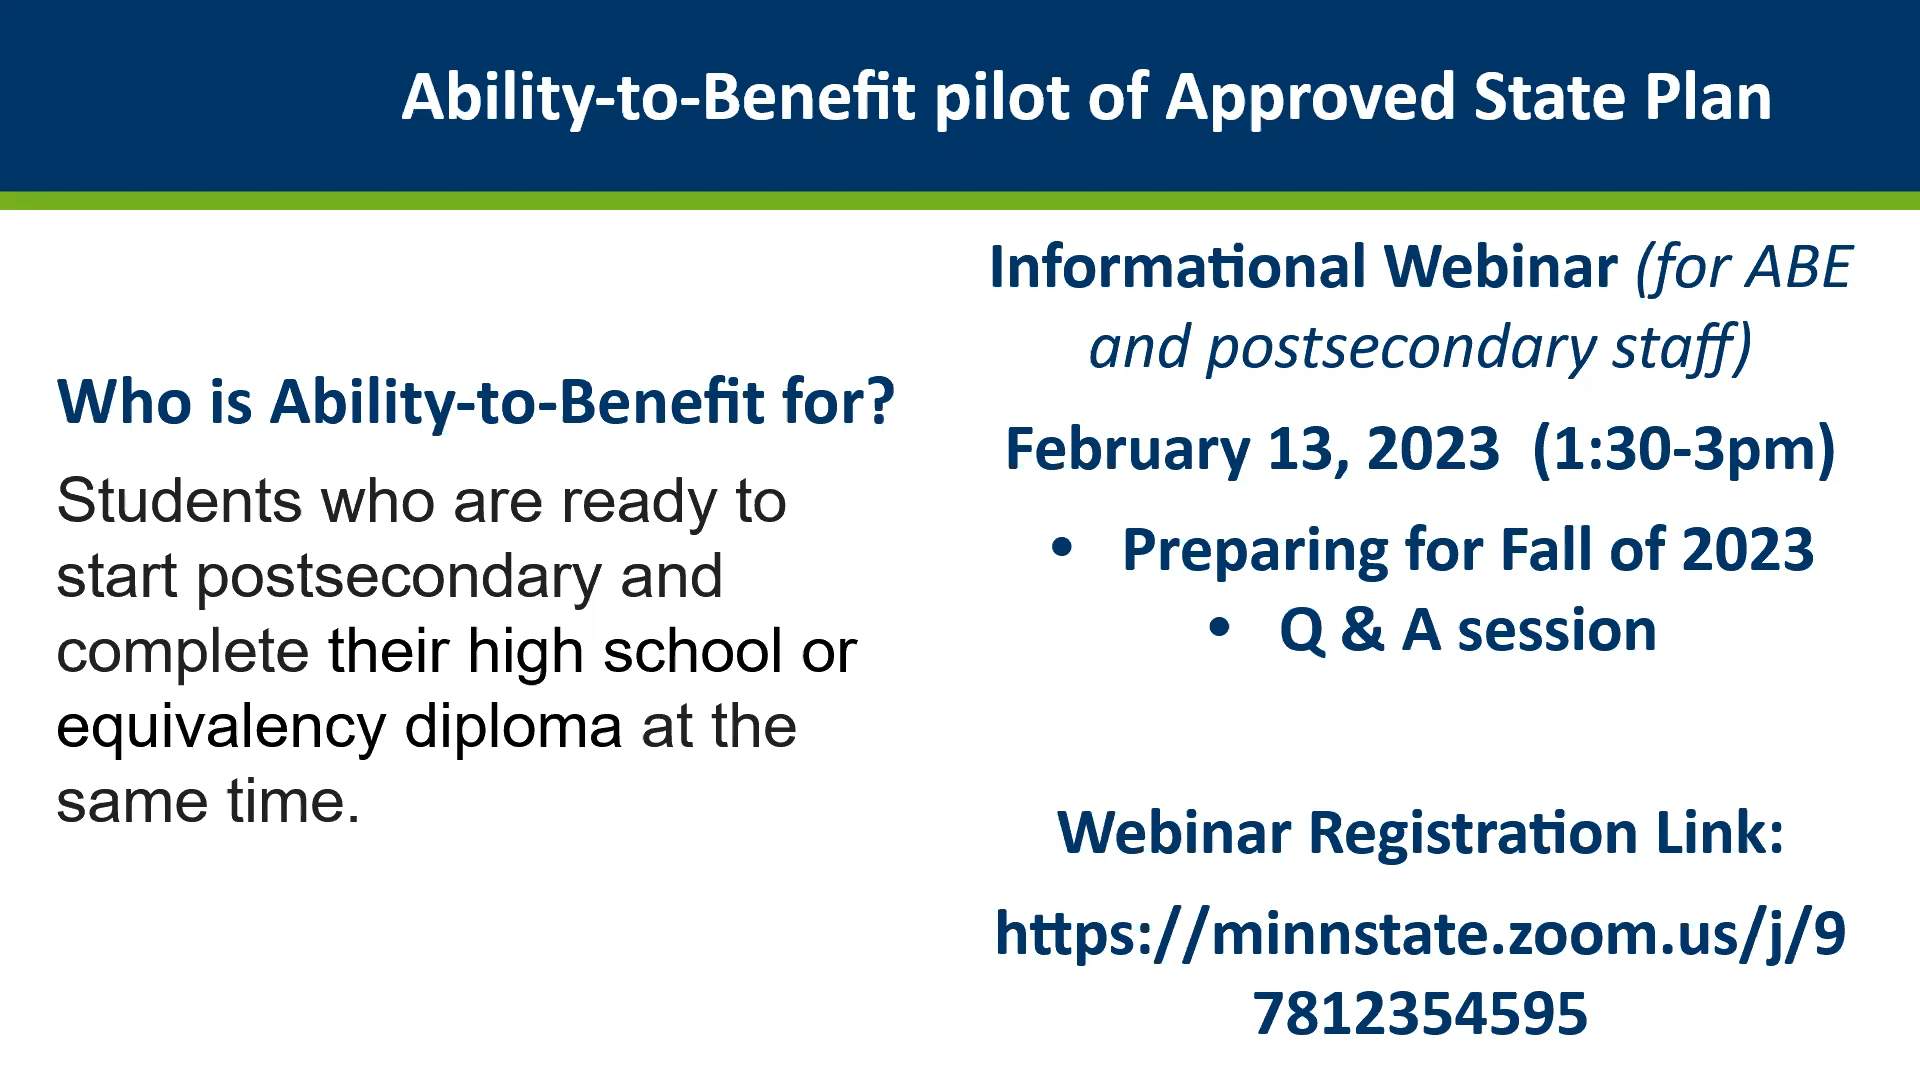 Ability-to-Benefit pilot of Approved State Plan
Who is Ability-to-Benefit for?
Students who are ready to
start postsecondary and
complete their high school or
equivalency diploma at the
same time.
Informational Webinar (for ABE
and postsecondary staff)
February 13, 2023 (1:30-3pm)
• Preparing for Fall of 2023
• Q & A session
Webinar Registration Link:
https://minnstate.zoom.us/j/9
7812354595